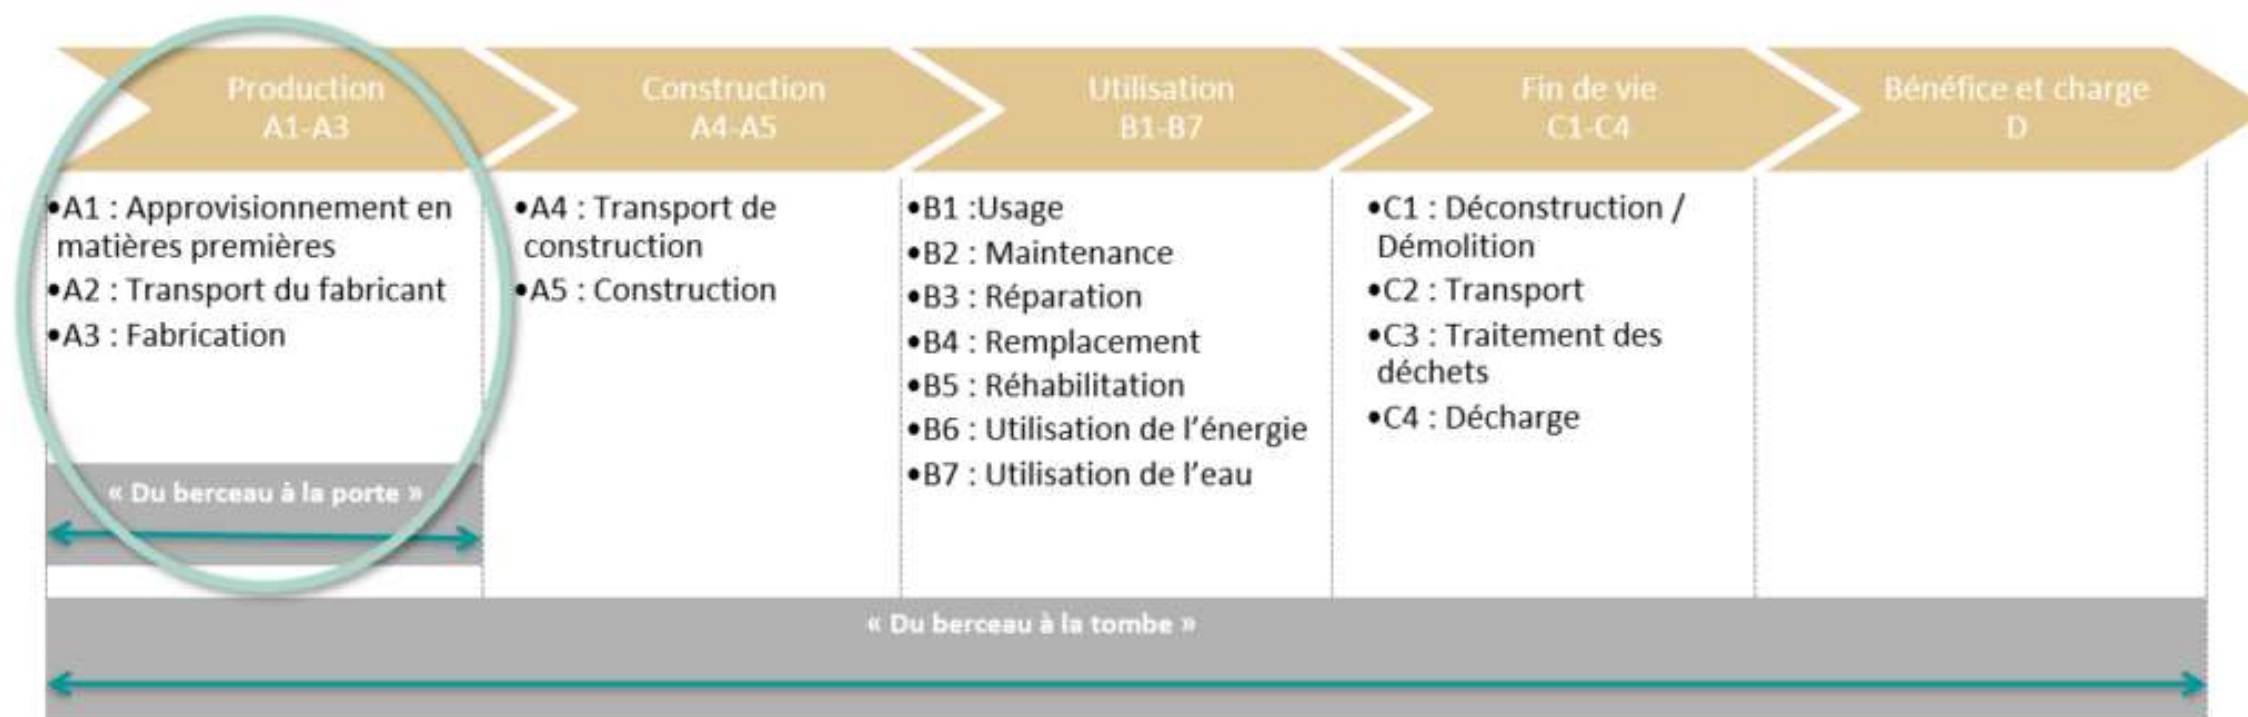 Production
A1-A3
Construction
A4-A5
Utilisation
B1-B7
Fin de vie
C1-C4
Bénéfice et charge
D
•A1 : Approvisionnement en
matières premières
•A2 : Transport du fabricant
•A3 : Fabrication
•A4 : Transport de
construction
•A5 : Construction
•B1 :Usage
•B2 : Maintenance
•B3 : Réparation
•B4 : Remplacement
•B5 : Réhabilitation
•B6 : Utilisation de l’énergie
•B7 : Utilisation de l’eau
•C1 : Déconstruction /
Démolition
•C2 : Transport
•C3 : Traitement des
déchets
•C4 : Décharge
« Du berceau à la porte »
« Du berceau à la tombe »